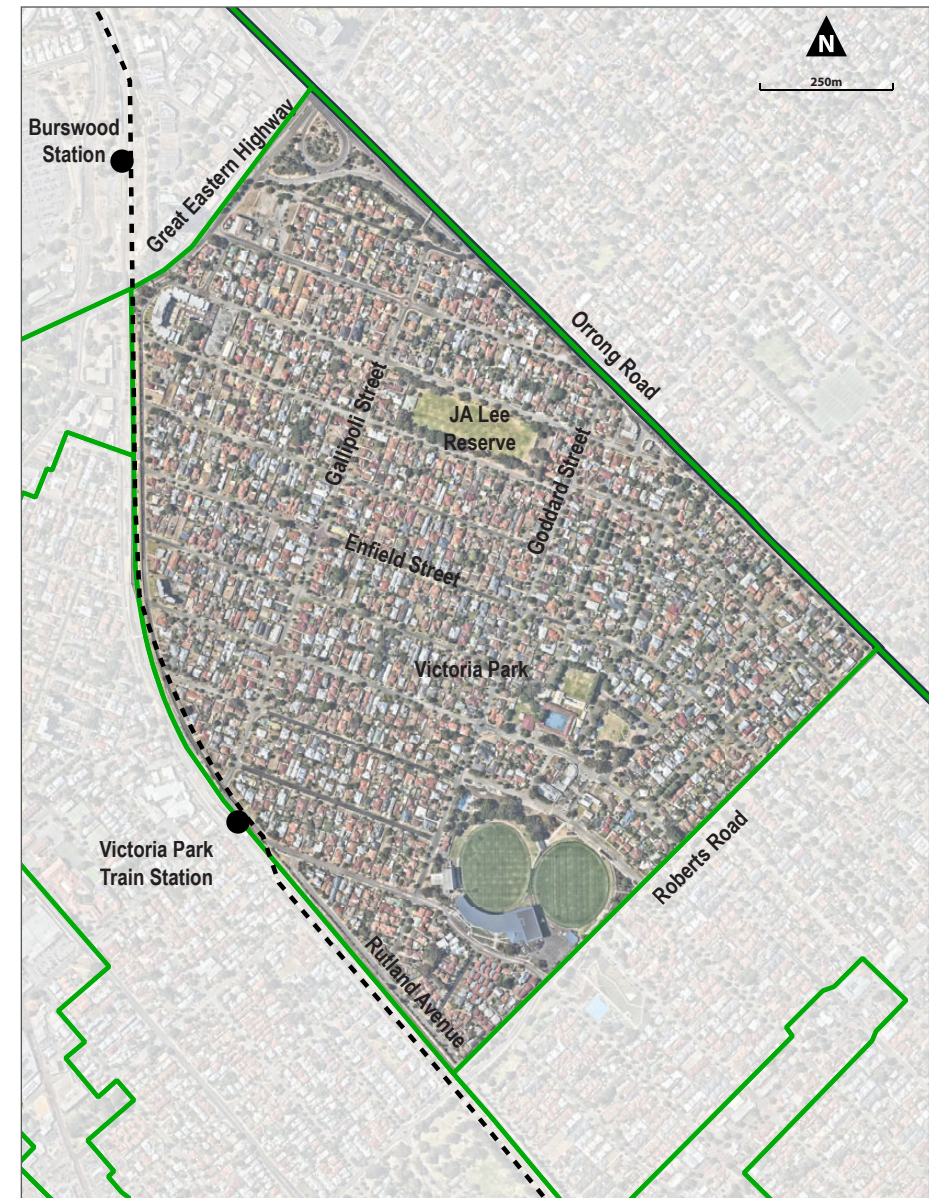 N
250m
Burswood
Station
Great Eastern Highway
Orrong Road
Gallipoli Street
JA Lee
Reserve
Goddard Street
Enfield Street
Victoria Park
Victoria Park
Train Station
Roberts Road
Rutland Avenue